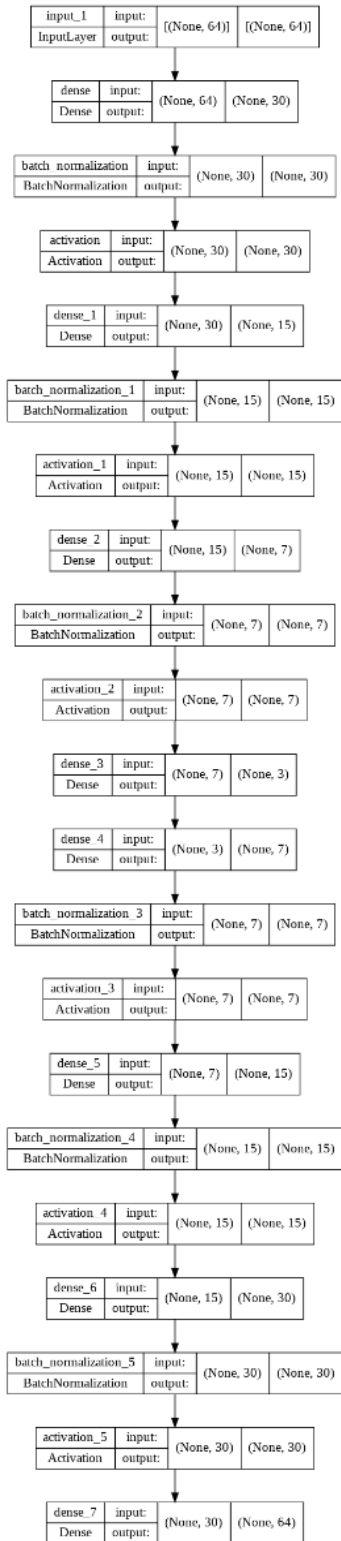 input_1 input: [(None, 64)] [(None, 64)]
InputLayer output:
dense input: (None, 64) (None, 30)
Dense output:
batch_normalization input: (None, 30) (None, 30)
BatchNormalization output:
activation input: (None, 30) (None, 30)
Activation output:
dense_1 input: (None, 30) (None, 15)
Dense output:
batch_normalization_1 input: (None, 15) (None, 15)
BatchNormalization output:
activation_1 input: (None, 15) (None, 15)
Activation output:
dense_2 input: (None, 15) (None, 7)
Dense output:
batch_normalization_2 input: (None, 7) (None, 7)
BatchNormalization output:
activation_2 input: (None, 7) (None, 7)
Activation output:
dense_3 input: (None, 7) (None, 3)
Dense output:
dense_4 input: (None, 3) (None, 7)
Dense output:
batch_normalization_3 input: (None, 7) (None, 7)
BatchNormalization output:
activation_3 input: (None, 7) (None, 7)
Activation output:
dense_5 input: (None, 7) (None, 15)
Dense output:
batch_normalization_4 input: (None, 15) (None, 15)
BatchNormalization output:
activation_4 input: (None, 15) (None, 15)
Activation output:
dense_6 input: (None, 15) (None, 30)
Dense output:
batch_normalization_5 input: (None, 30) (None, 30)
BatchNormalization output:
activation_5 input: (None, 30) (None, 30)
Activation output:
dense_7 input: (None, 30) (None, 64)
Dense output: